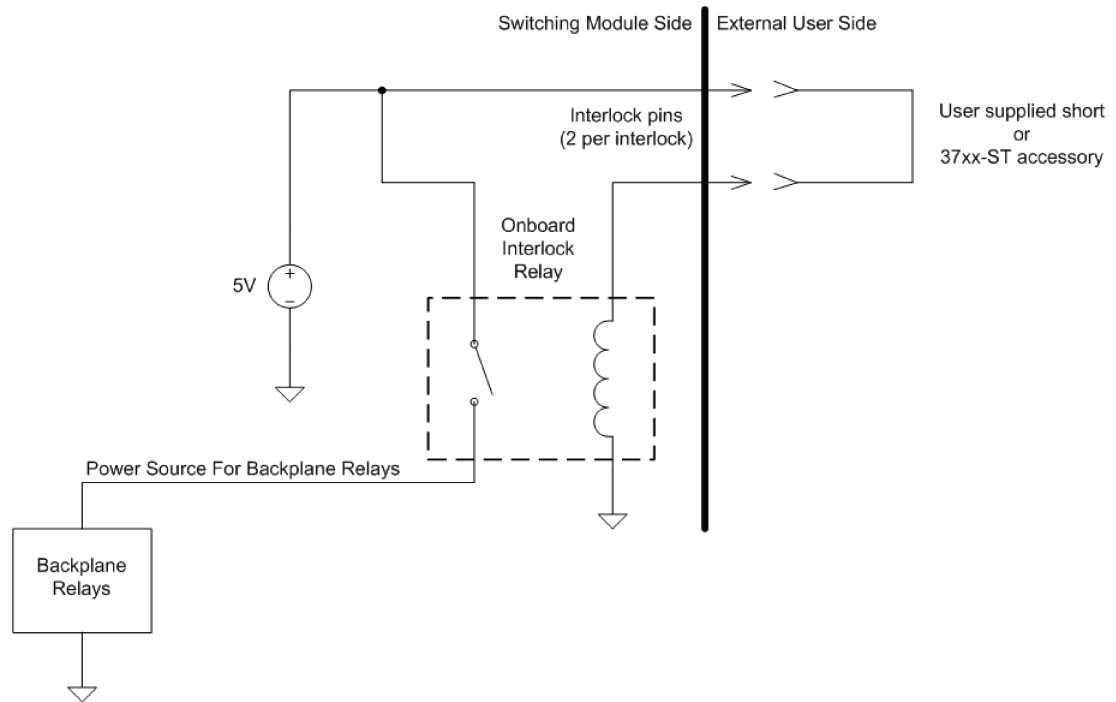 Switching Module Side
External User Side
Interlock pins
(2 per interlock)
User supplied short
or
37xx-ST accessory
Onboard
Interlock
Relay
5V
+
−
Power Source For Backplane Relays
Backplane
Relays